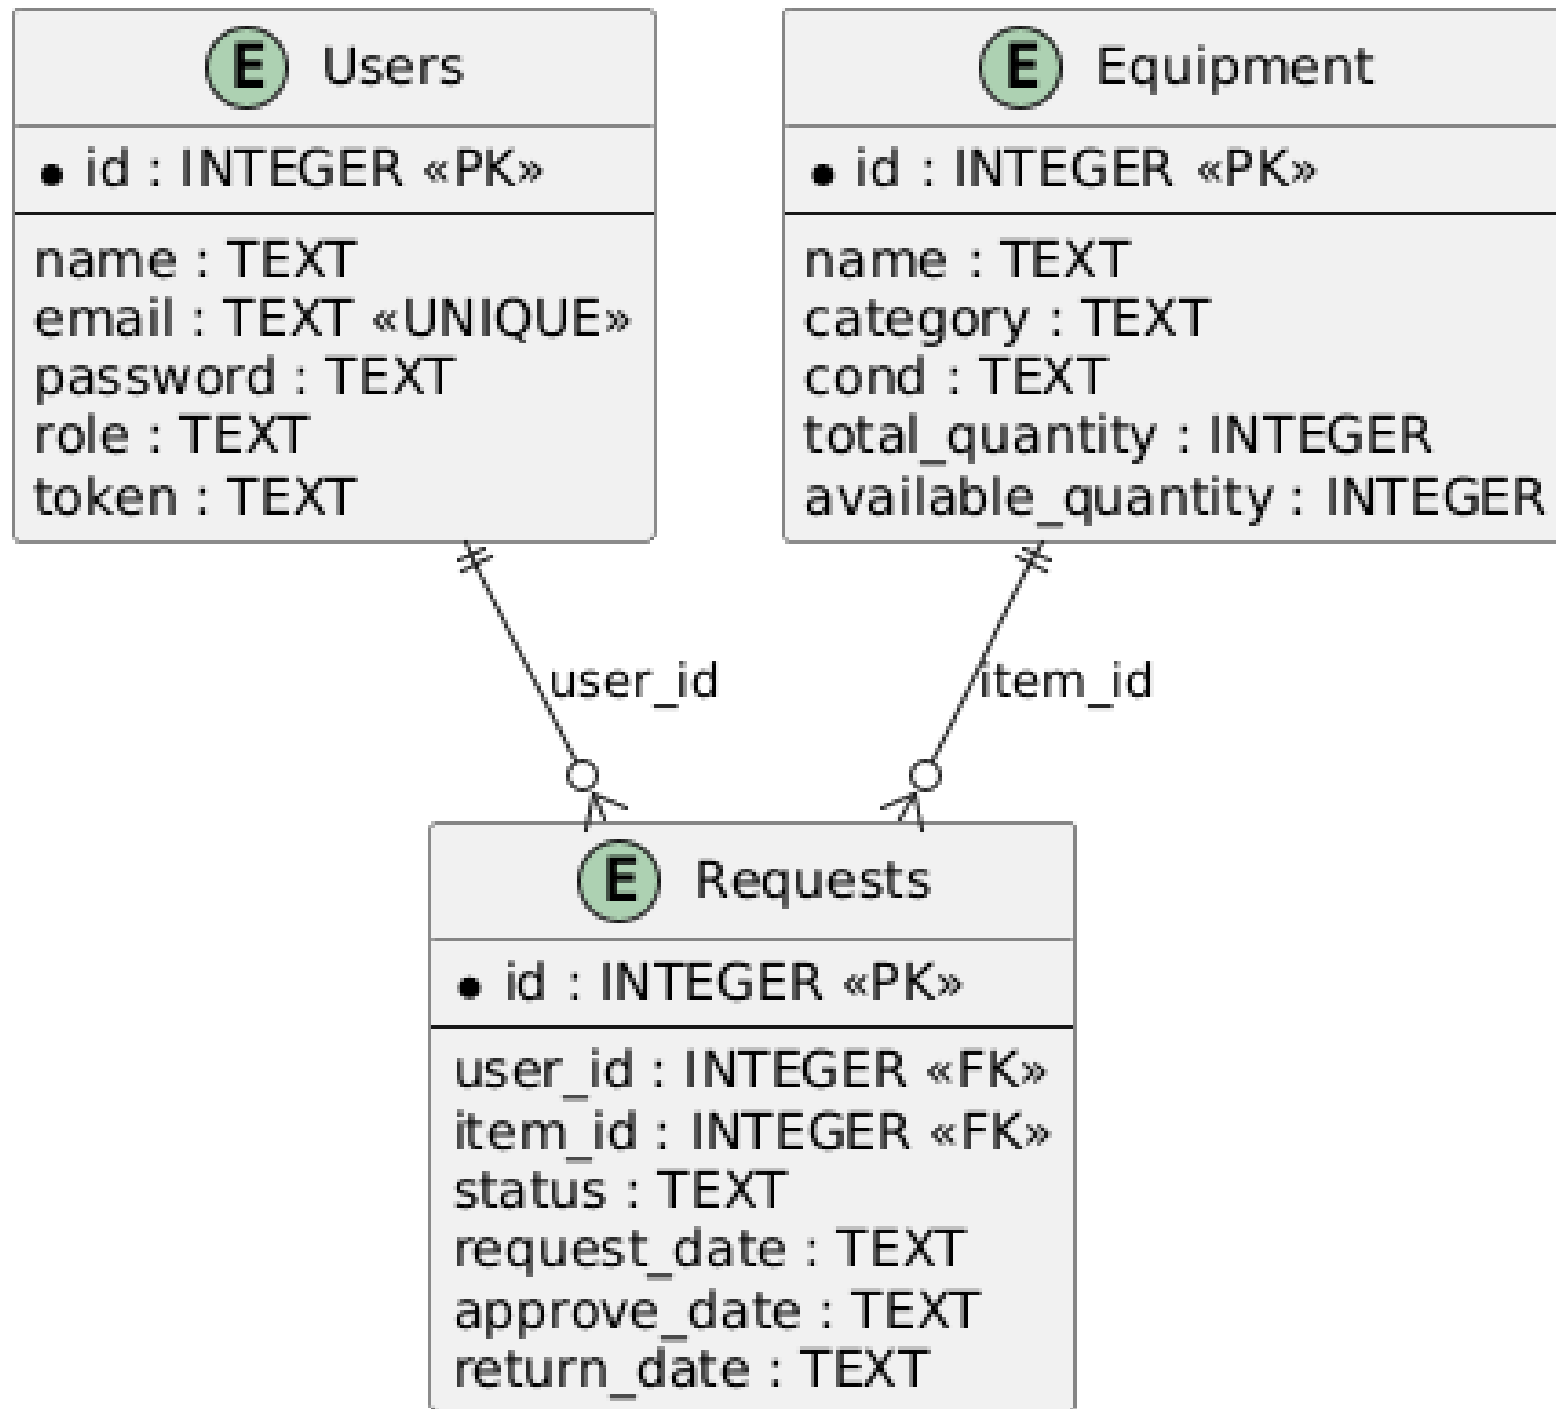 E Users
id : INTEGER «PK»
name : TEXT
email : TEXT «UNIQUE»
password : TEXT
role : TEXT
token : TEXT
E Equipment
id : INTEGER «PK»
name : TEXT
category : TEXT
cond : TEXT
total_quantity : INTEGER
available_quantity : INTEGER
user_id
item_id
E Requests
id : INTEGER «PK»
user_id : INTEGER «FK»
item_id : INTEGER «FK»
status : TEXT
request_date : TEXT
approve_date : TEXT
return_date : TEXT